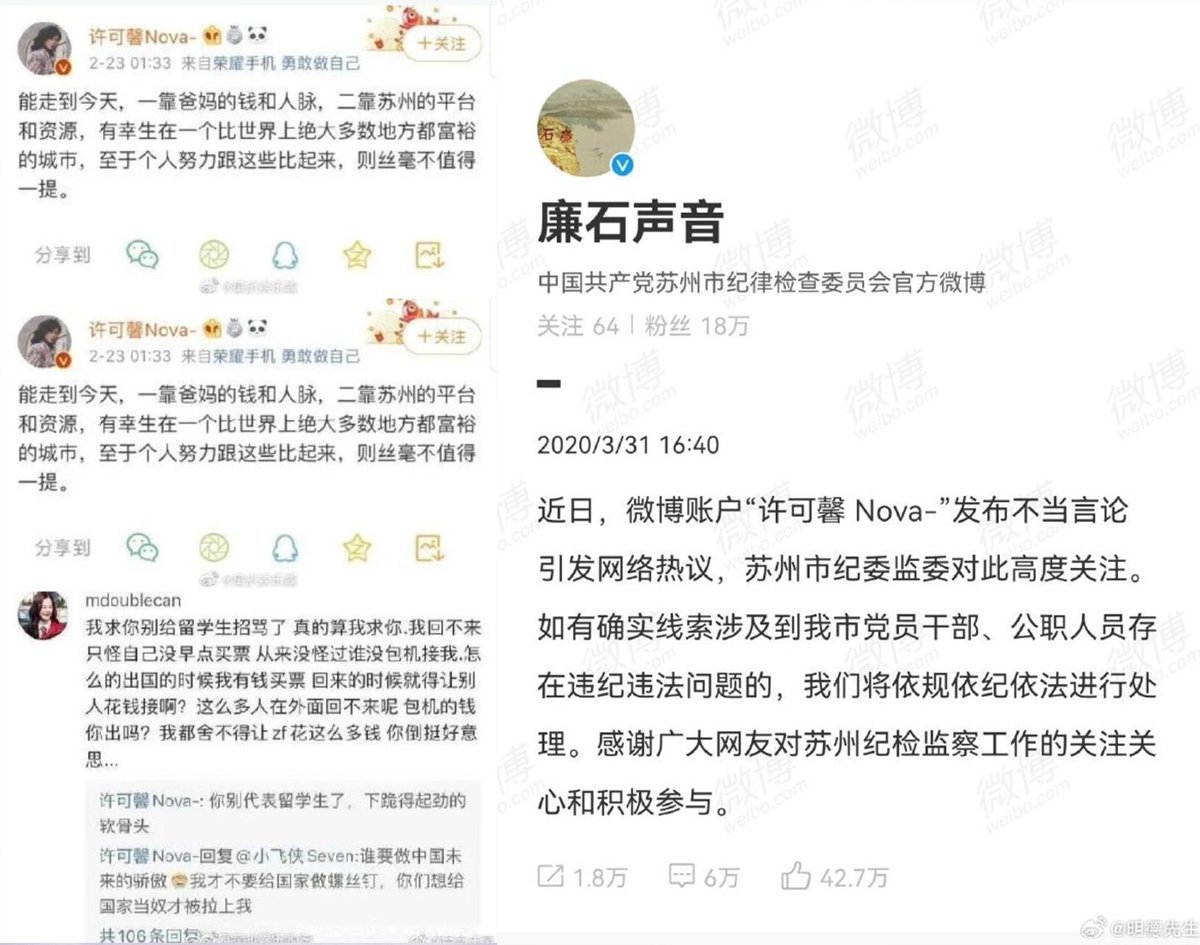 许可馨Nova-
+关注
2-23 01:33 来自荣耀手机 勇敢做自己
能走到今天，一靠爸妈的钱和人脉，二靠苏州的平台
和资源，有幸生在一个比世界上绝大多数地方都富裕
的城市，至于个人努力跟这些比起来，则丝毫不值得
一提。
分享到
许可馨Nova-
+关注
2-23 01:33 来自荣耀手机 勇敢做自己
能走到今天，一靠爸妈的钱和人脉，二靠苏州的平台
和资源，有幸生在一个比世界上绝大多数地方都富裕
的城市，至于个人努力跟这些比起来，则丝毫不值得
一提。
分享到
mdoublecan
我求你别给留学生招骂了 真的算我求你.我回不来
只怪自己没早点买票 从来没怪过谁没包机接我.怎
么的出国的时候我有钱买票 回来的时候就得让别
人花钱接啊？这么多人在外面回不来呢 包机的钱
你出吗？我都舍不得让zf花这么多钱 你倒挺好意
思...
许可馨Nova-: 你别代表留学生了，下跪得起劲的
软骨头
许可馨Nova-回复@小飞侠Seven:谁要做中国未
来的骄傲我才不要给国家做螺丝钉，你们想给
国家当奴才被拉上我
共106条回复
廉石声音
中国共产党苏州市纪律检查委员会官方微博
关注 64 | 粉丝 18万
2020/3/31 16:40
近日，微博账户“许可馨 Nova-”发布不当言论
引发网络热议，苏州市纪委监委对此高度关注。
如有确实线索涉及到我市党员干部、公职人员存
在违纪违法问题的，我们将依规依纪依法进行处
理。感谢广大网友对苏州纪检监察工作的关注关
心和积极参与。
1.8万 6万 42.7万
微博
weibo.com
@明德先生